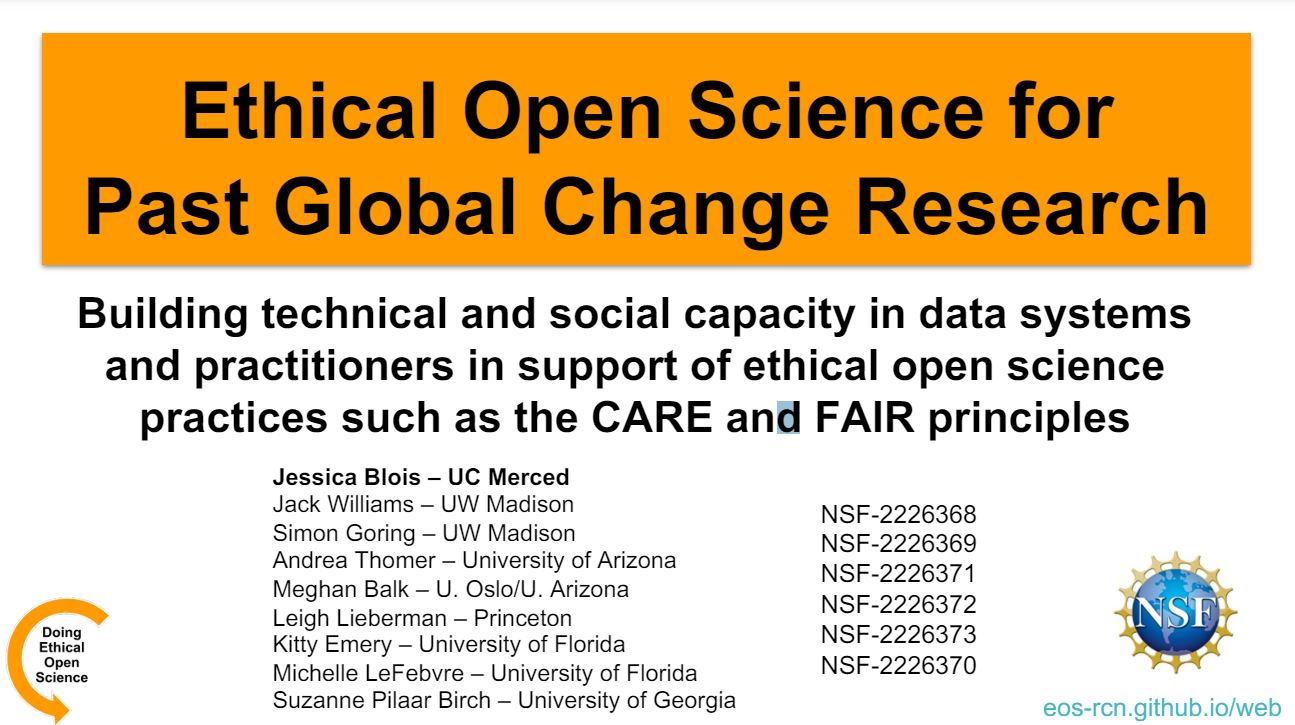 Ethical Open Science for
Past Global Change Research
Building technical and social capacity in data systems
and practitioners in support of ethical open science
practices such as the CARE and FAIR principles
Jessica Blois – UC Merced
Jack Williams – UW Madison
Simon Goring – UW Madison
Andrea Thomer – University of Arizona
Meghan Balk – U. Oslo/U. Arizona
Leigh Lieberman – Princeton
Kitty Emery – University of Florida
Michelle LeFebvre – University of Florida
Suzanne Pilaar Birch – University of Georgia
NSF-2226368
NSF-2226369
NSF-2226371
NSF-2226372
NSF-2226373
NSF-2226370
Doing
Ethical
Open
Science
NSF
eos-rcn.github.io/web